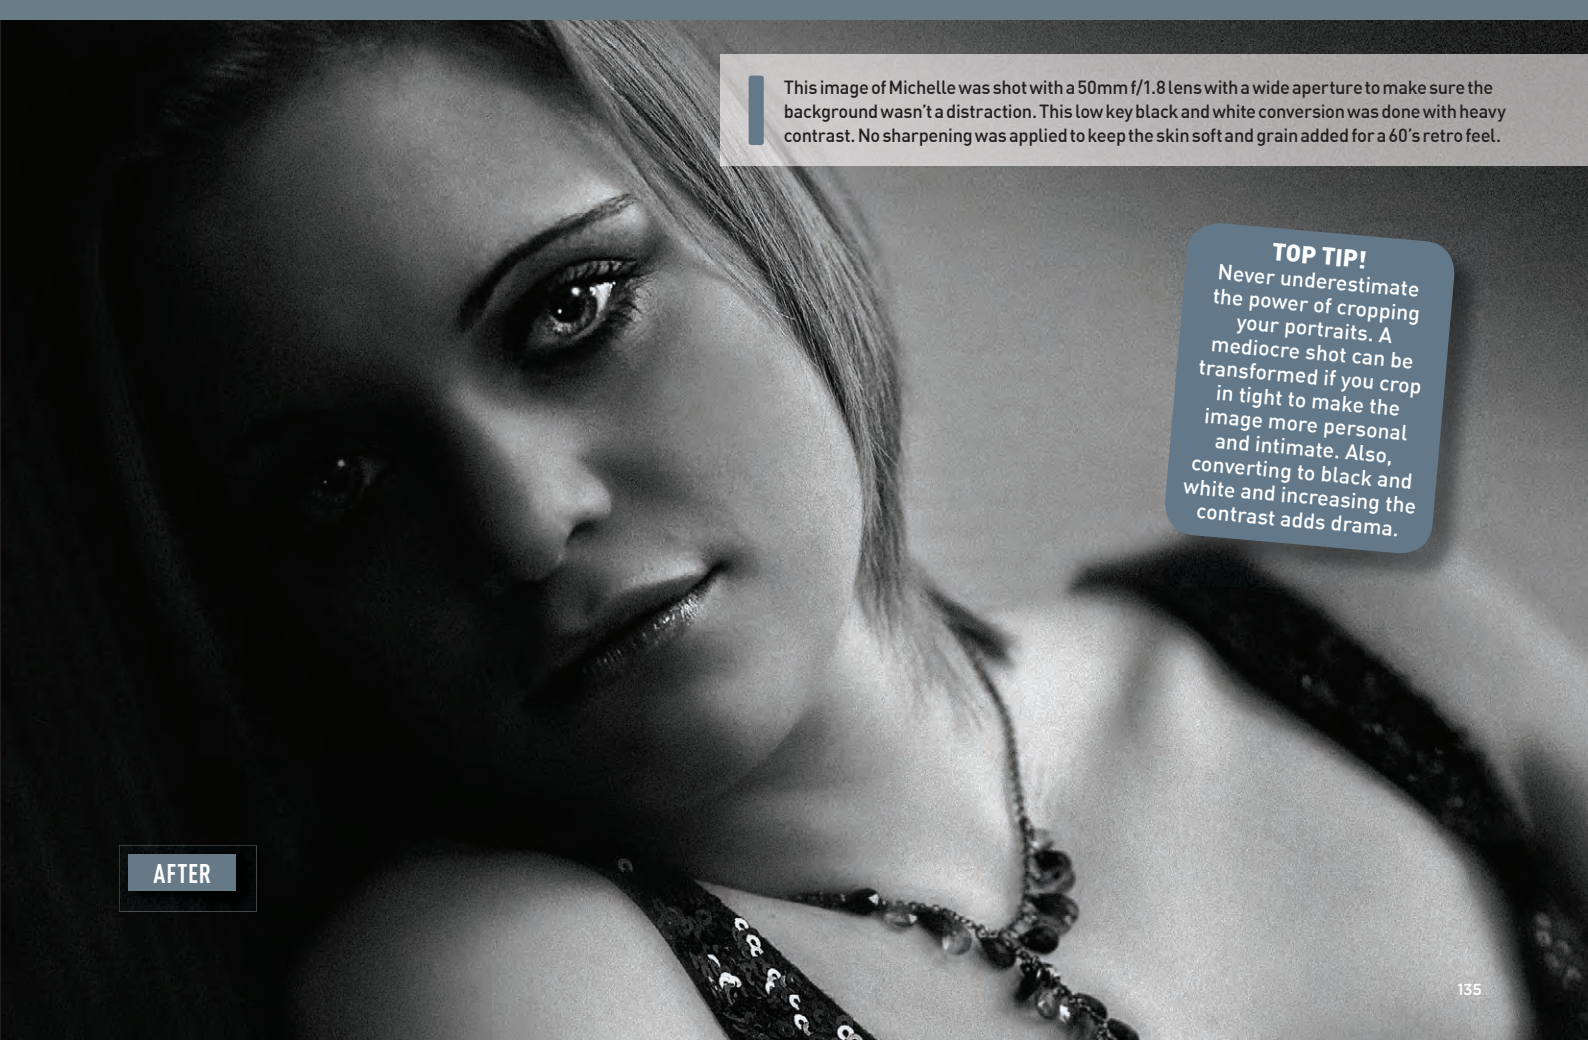 This image of Michelle was shot with a 50mm f/1.8 lens with a wide aperture to make sure the
background wasn't a distraction. This low key black and white conversion was done with heavy
contrast. No sharpening was applied to keep the skin soft and grain added for a 60's retro feel.
TOP TIP!
Never underestimate
the power of cropping
your portraits. A
mediocre shot can be
transformed if you crop
in tight to make the
image more personal
and intimate. Also,
converting to black and
white and increasing the
contrast adds drama.
AFTER
135